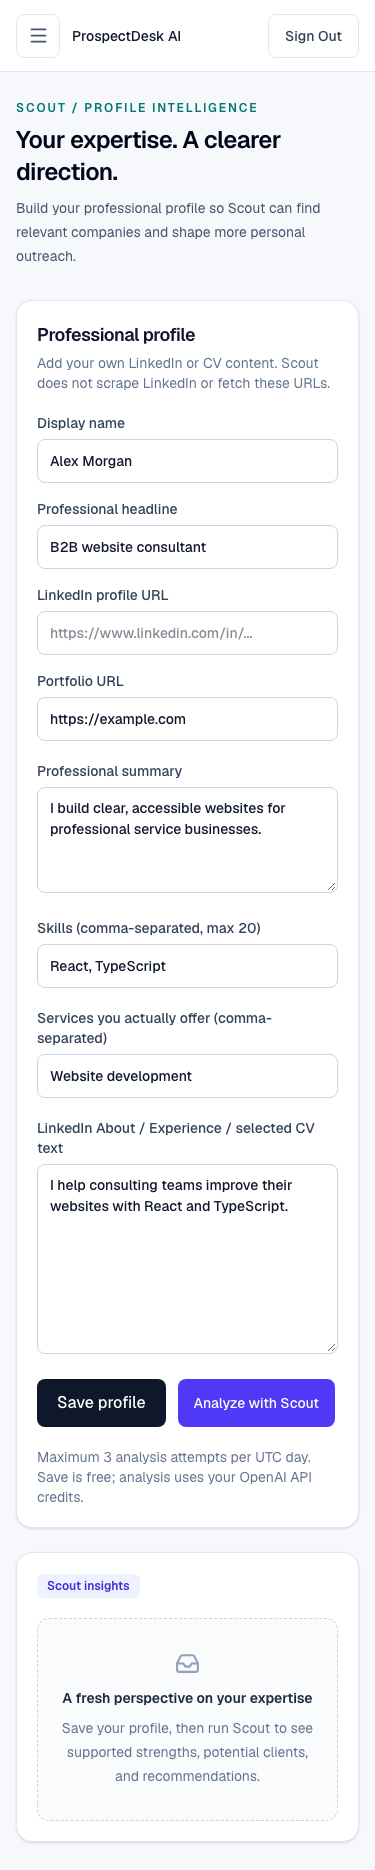 ProspectDesk AI
Sign Out
SCOUT / PROFILE INTELLIGENCE
Your expertise. A clearer
direction.
Build your professional profile so Scout can find
relevant companies and shape more personal
outreach.
Professional profile
Add your own LinkedIn or CV content. Scout
does not scrape LinkedIn or fetch these URLs.
Display name
Alex Morgan
Professional headline
B2B website consultant
LinkedIn profile URL
https://www.linkedin.com/in/...
Portfolio URL
https://example.com
Professional summary
I build clear, accessible websites for
professional service businesses.
Skills (comma-separated, max 20)
React, TypeScript
Services you actually offer (comma-
separated)
Website development
LinkedIn About / Experience / selected CV
text
I help consulting teams improve their
websites with React and TypeScript.
Save profile
Analyze with Scout
Maximum 3 analysis attempts per UTC day.
Save is free; analysis uses your OpenAI API
credits.
Scout insights
A fresh perspective on your expertise
Save your profile, then run Scout to see
supported strengths, potential clients,
and recommendations.